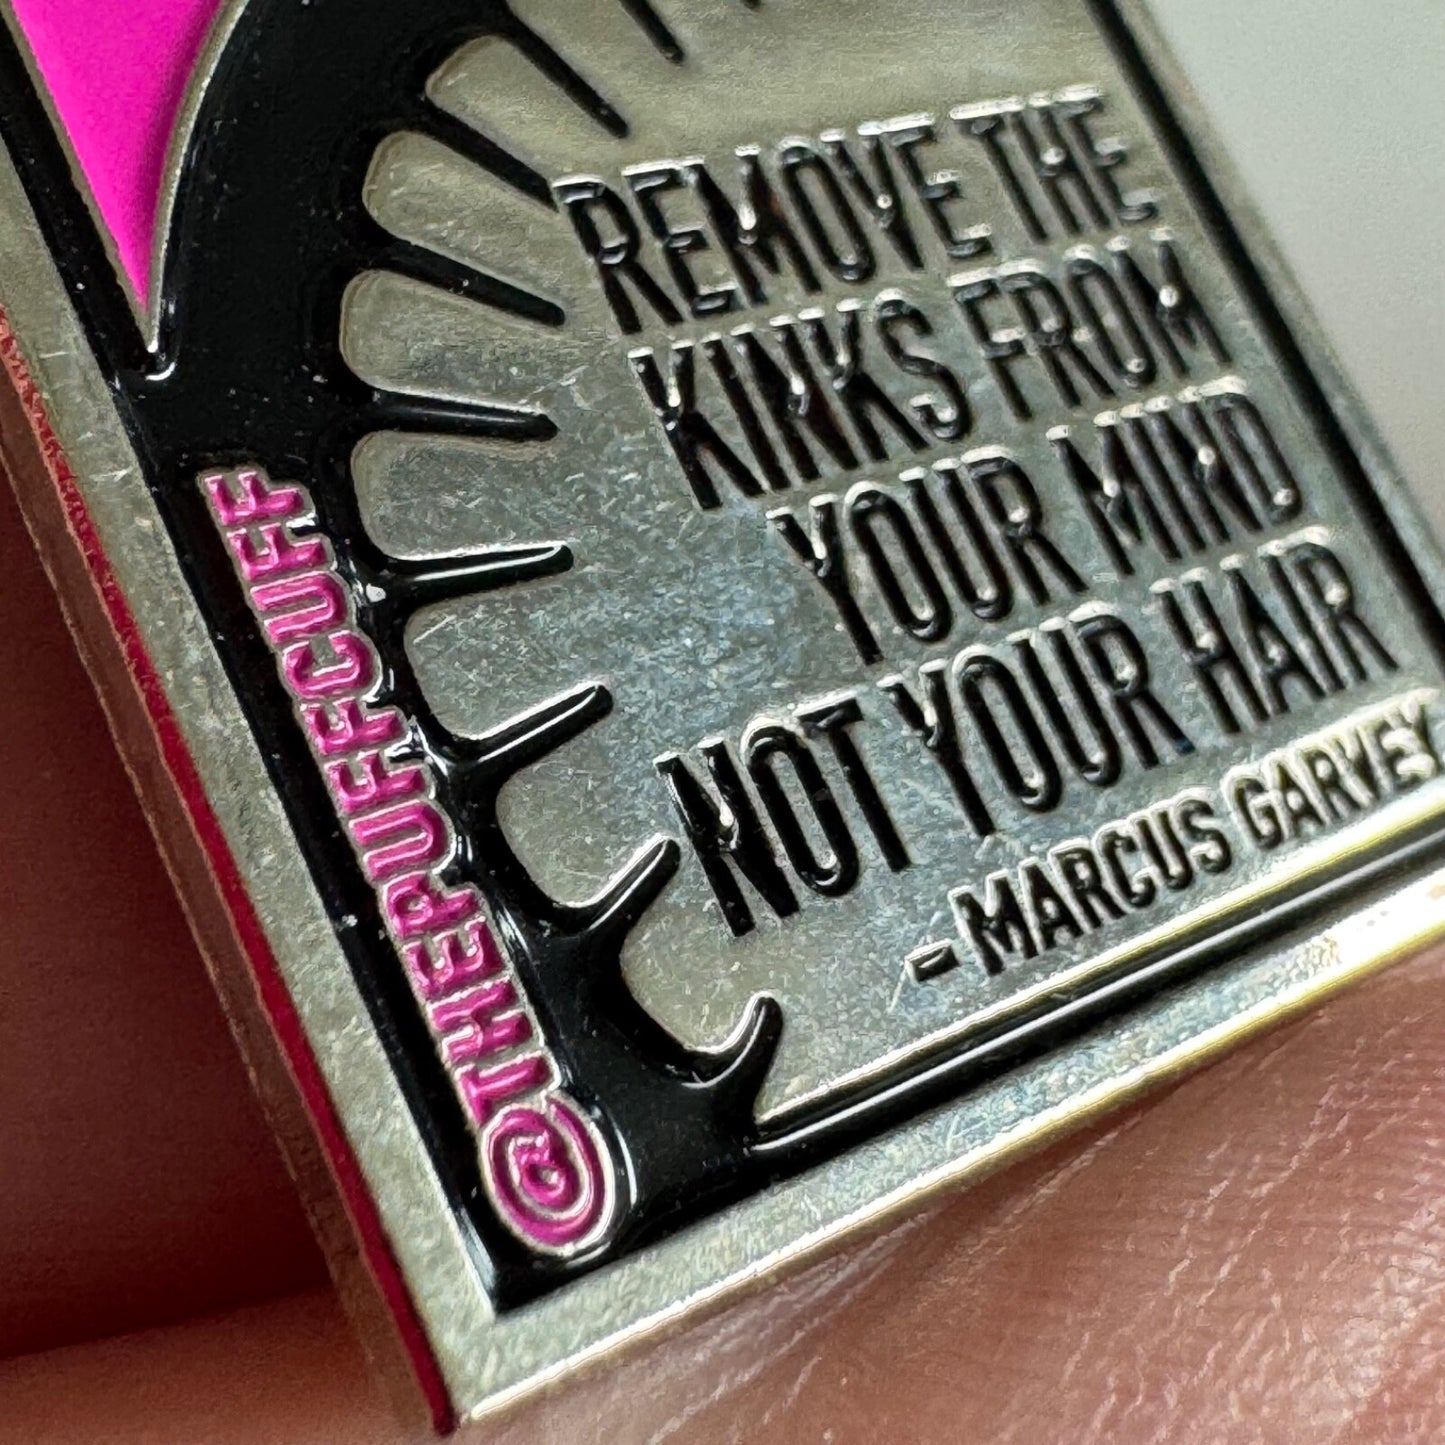 REMOVE THE
KINKS FROM
YOUR MIND
NOT YOUR HAIR
- MARCUS GARVEY
@THEPUFFCUFF